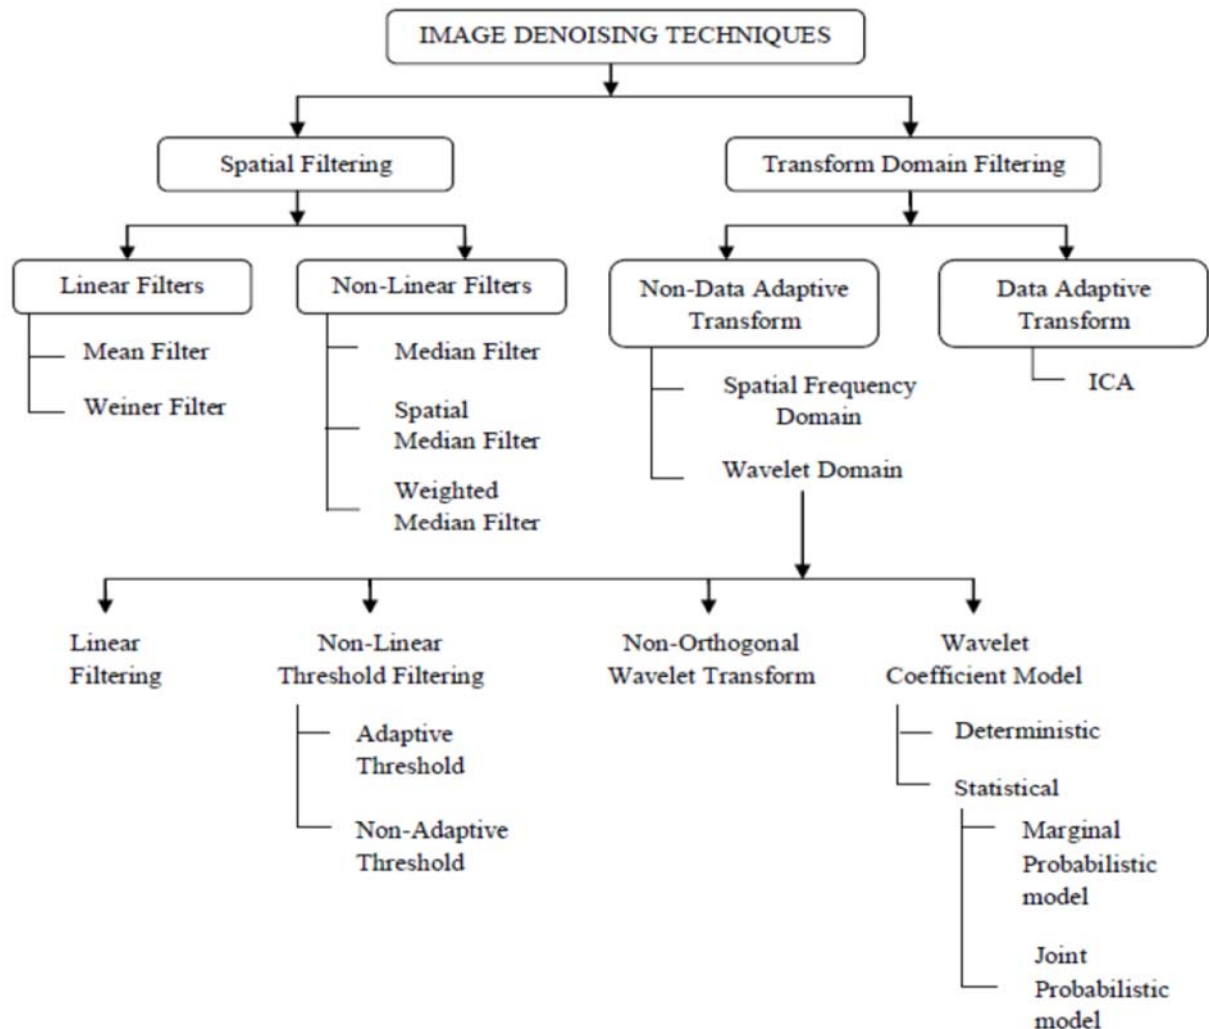 IMAGE DENOISING TECHNIQUES
Spatial Filtering
Transform Domain Filtering
Linear Filters
Non-Linear Filters
Non-Data Adaptive
Transform
Data Adaptive
Transform
Mean Filter
Weiner Filter
Median Filter
Spatial
Median Filter
Weighted
Median Filter
Spatial Frequency
Domain
Wavelet Domain
ICA
Linear
Filtering
Non-Linear
Threshold Filtering
Adaptive
Threshold
Non-Adaptive
Threshold
Non-Orthogonal
Wavelet Transform
Wavelet
Coefficient Model
Deterministic
Statistical
Marginal
Probabilistic
model
Joint
Probabilistic
model